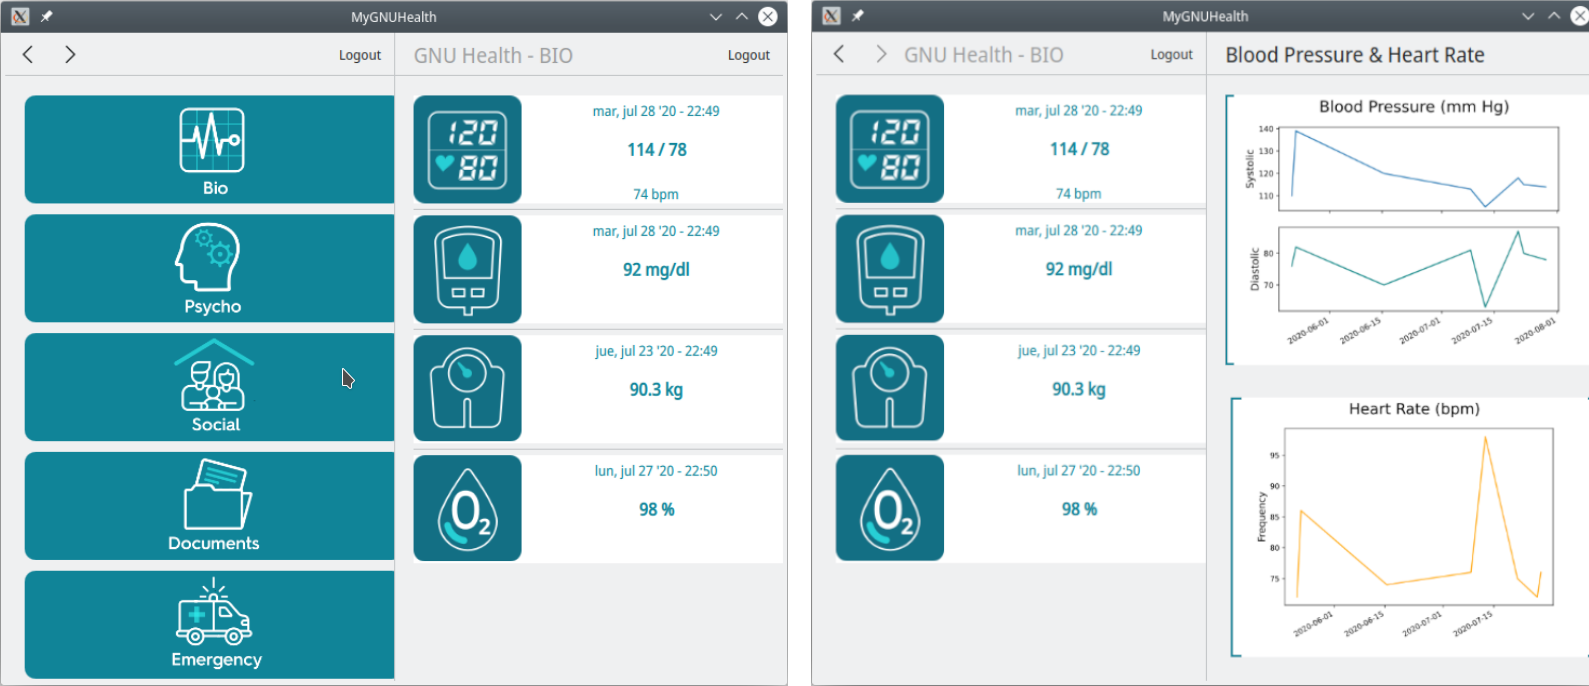 MyGNUHealth
Logout
GNU Health - BIO
Logout
Bio
Psycho
Social
Documents
Emergency
120
80
mar, jul 28 '20 - 22:49
114 / 78
74 bpm
mar, jul 28 '20 - 22:49
92 mg/dl
jue, jul 23 '20 - 22:49
90.3 kg
O2
lun, jul 27 '20 - 22:50
98 %
MyGNUHealth
GNU Health - BIO
Logout
Blood Pressure & Heart Rate
120
80
mar, jul 28 '20 - 22:49
114 / 78
74 bpm
mar, jul 28 '20 - 22:49
92 mg/dl
jue, jul 23 '20 - 22:49
90.3 kg
O2
lun, jul 27 '20 - 22:50
98 %
Blood Pressure (mm Hg)
Systolic
140
130
120
110
Diastolic
80
70
2020-06-01
2020-06-15
2020-07-01
2020-07-15
2020-08-01
Heart Rate (bpm)
Frequency
95
90
85
80
75
2020-06-01
2020-06-15
2020-07-01
2020-07-15